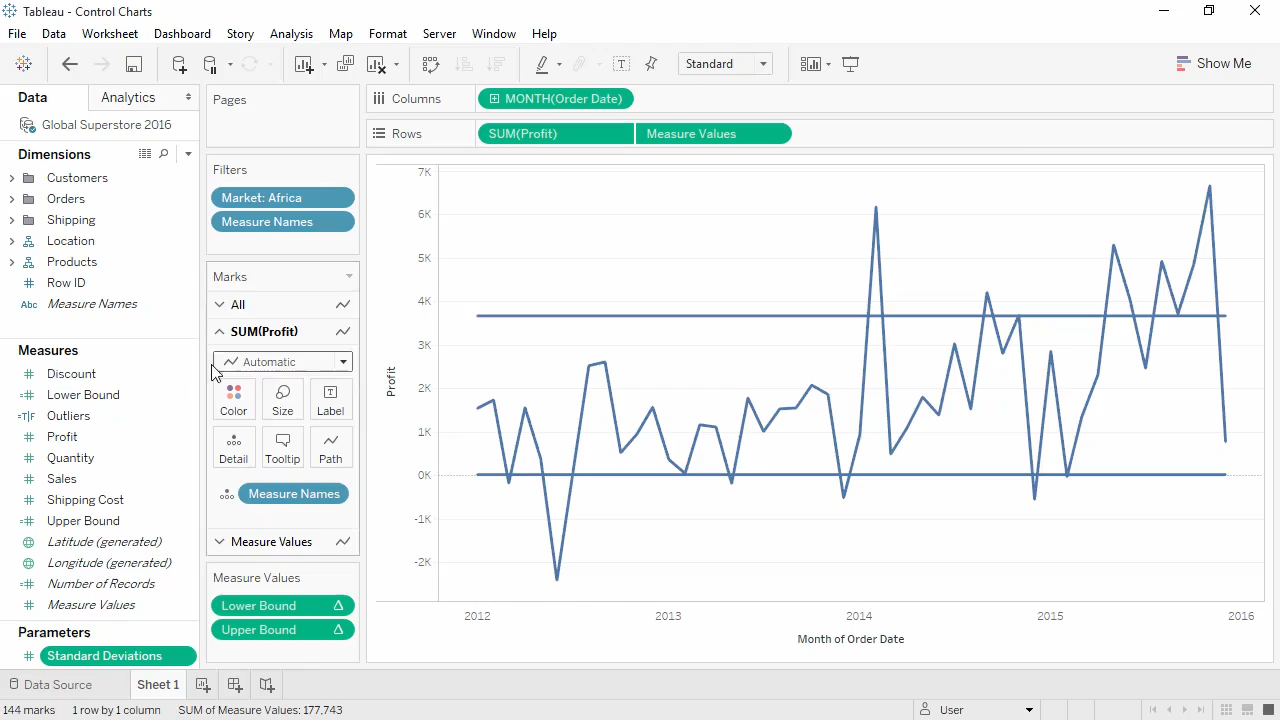 Tableau - Control Charts
File Data Worksheet Dashboard Story Analysis Map Format Server Window Help
Standard
Show Me
Data
Analytics
Global Superstore 2016
Dimensions
Customers
Orders
Shipping
Location
Products
# Row ID
Abc Measure Names
Measures
# Discount
=# Lower Bound
=T|F Outliers
# Profit
# Quantity
# Sales
# Shipping Cost
=# Upper Bound
Latitude (generated)
Longitude (generated)
=# Number of Records
# Measure Values
Parameters
# Standard Deviations
Pages
Filters
Market: Africa
Measure Names
Marks
All
SUM(Profit)
Automatic
Color Size Label
Detail Tooltip Path
Measure Names
Measure Values
Measure Values
Lower Bound Δ
Upper Bound Δ
Columns
MONTH(Order Date)
Rows
SUM(Profit) Measure Values
7K
6K
5K
4K
3K
2K
1K
0K
-1K
-2K
Profit
2012 2013 2014 2015 2016
Month of Order Date
Data Source
Sheet 1
144 marks 1 row by 1 column SUM of Measure Values: 177,743
User